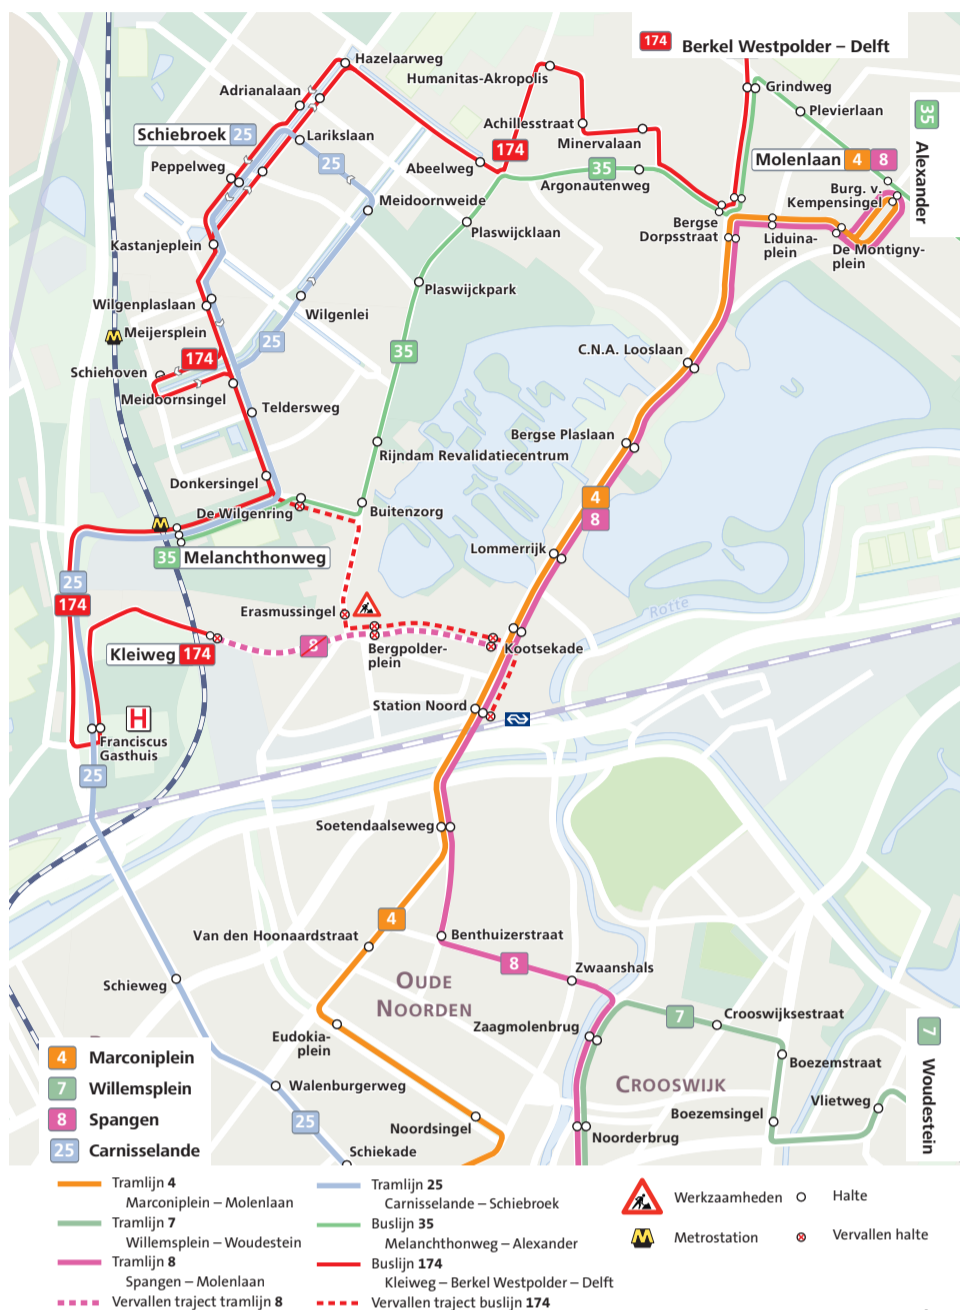 174 Berkel Westpolder – Delft
Hazelaarweg
Humanitas-Akropolis
Grindweg
Adrianalaan
Plevierlaan
35 Alexander
Achillesstraat
Schiebroek 25
Larikslaan
Minervalaan
174
Molenlaan 4 8
25
Peppelweg
Abeelweg
35
Argonautenweg
Burg. v.
Kempensingel
Meidoornweide
Plaswijcklaan
Bergse
Dorpsstraat
Liduina-
plein
De Montigny-
plein
Kastanjeplein
Plaswijckpark
Wilgenplaslaan
Wilgenlei
Meijersplein
25
35
C.N.A. Looslaan
174
Schiehoven
Meidoornsingel
Teldersweg
Bergse Plaslaan
Rijndam Revalidatiecentrum
Donkersingel
4
8
De Wilgenring
Buitenzorg
Lommerrijk
35 Melanchthonweg
25
174
Erasmussingel
Rotte
8
Kleiweg 174
Bergpolder-
plein
Kootsekade
Station Noord
H
Franciscus
Gasthuis
25
Soetendaalseweg
4
Van den Hoonaardstraat
Benthuizerstraat
8
Zwaanshals
Schieweg
OUDE
NOORDEN
7
Crooswijksestraat
Zaagmolenbrug
Eudokia-
plein
7 Woudestein
Boezemstraat
CROOSWIJK
Walenburgerweg
Vlietweg
Boezemsingel
25
Noordsingel
Noorderbrug
Schiekade
4 Marconiplein
7 Willemsplein
8 Spangen
25 Carnisselande
Tramlijn 4
Marconiplein – Molenlaan
Tramlijn 7
Willemsplein – Woudestein
Tramlijn 8
Spangen – Molenlaan
Vervallen traject tramlijn 8
Tramlijn 25
Carnisselande – Schiebroek
Buslijn 35
Melanchthonweg – Alexander
Buslijn 174
Kleiweg – Berkel Westpolder – Delft
Vervallen traject buslijn 174
Werkzaamheden
Halte
M Metrostation
Vervallen halte